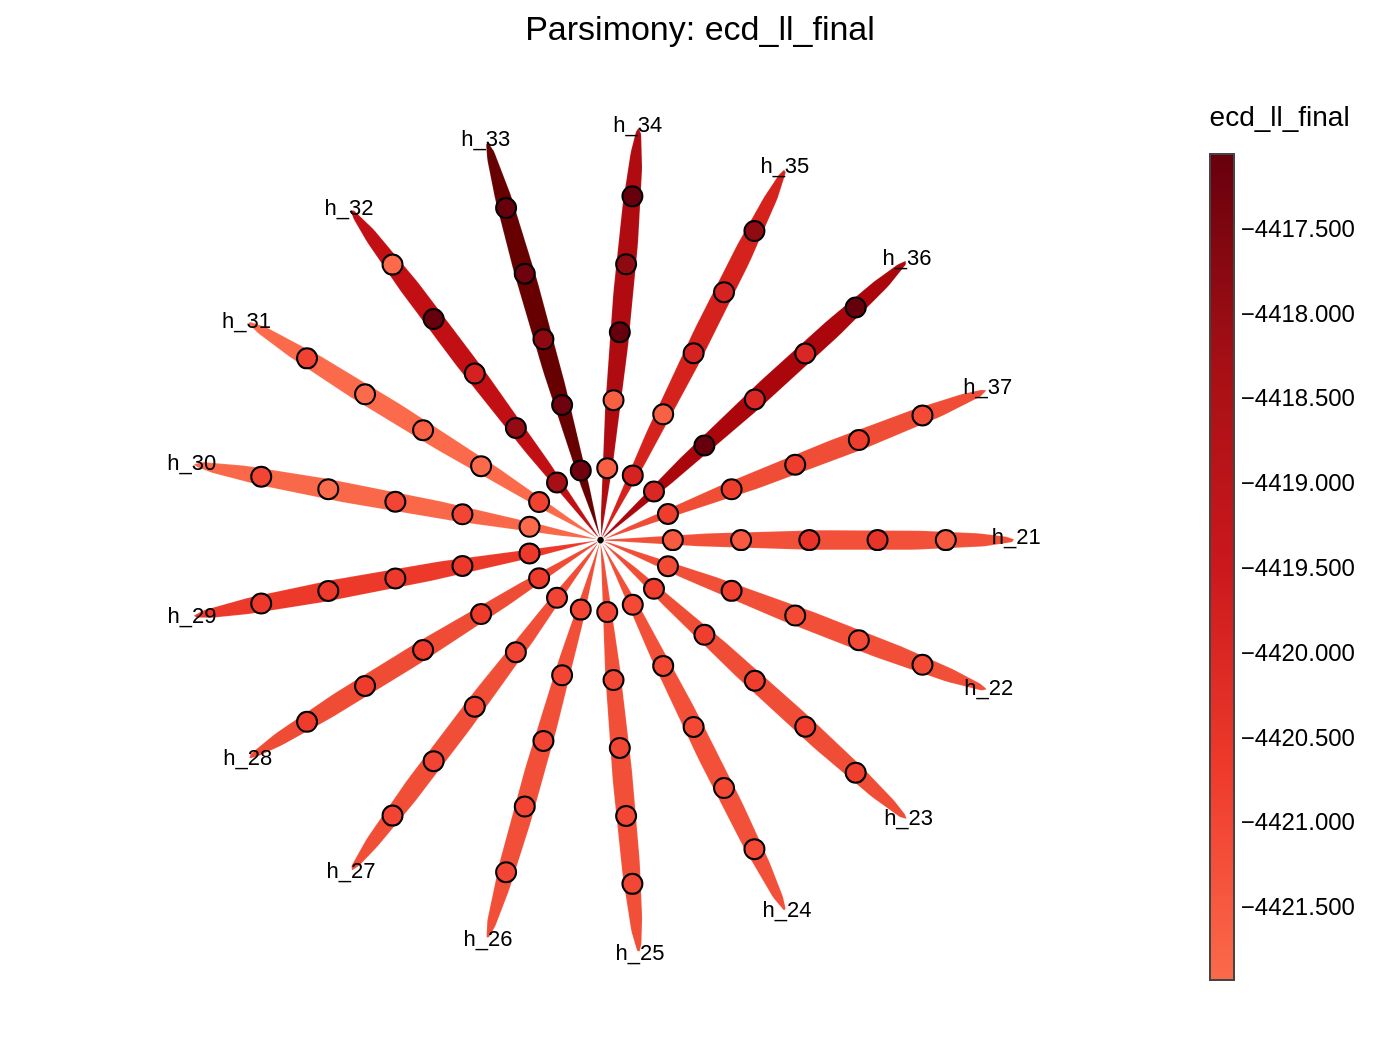 Parsimony: ecd_ll_final
ecd_ll_final
h_34
h_33
h_35
h_32
h_36
h_31
h_37
h_30
h_21
h_29
h_22
h_28
h_23
h_27
h_24
h_26
h_25
−4417.500
−4418.000
−4418.500
−4419.000
−4419.500
−4420.000
−4420.500
−4421.000
−4421.500